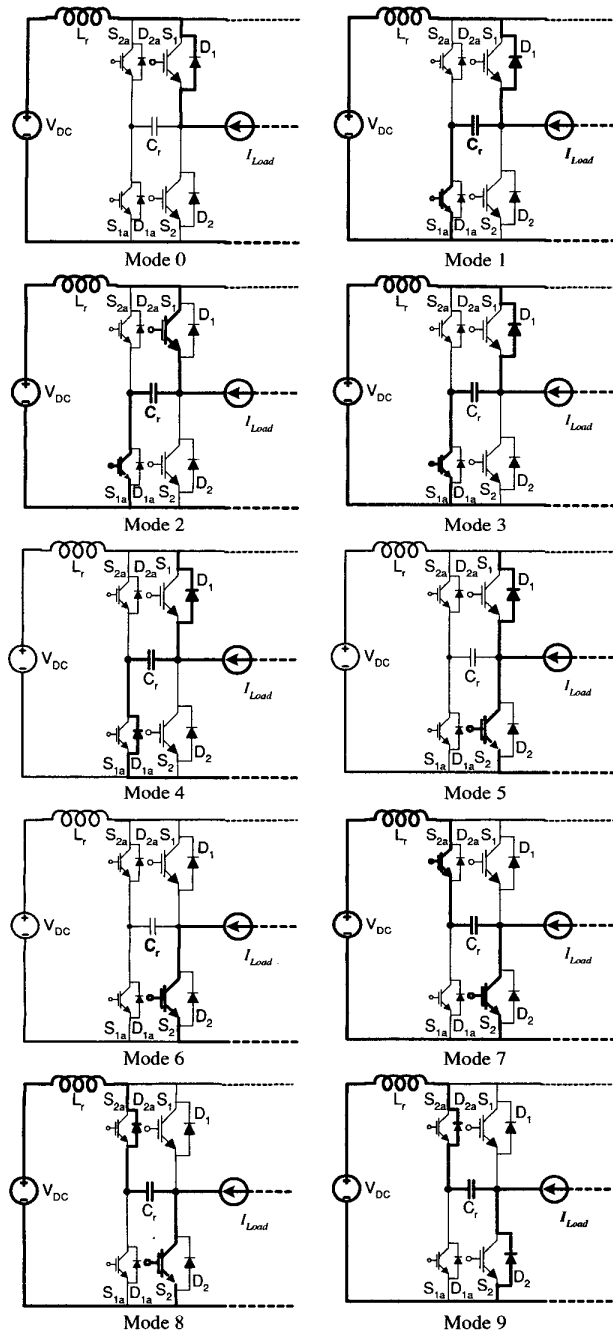 S2a D2a S1
Lr
D1
VDC
Cr
ILoad
S1a D1a S2
D2
Mode 0
S2a D2a S1
Lr
D1
VDC
Cr
ILoad
S1a D1a S2
D2
Mode 1
S2a D2a S1
Lr
D1
VDC
Cr
ILoad
S1a D1a S2
D2
Mode 2
S2a D2a S1
Lr
D1
VDC
Cr
ILoad
S1a D1a S2
D2
Mode 3
S2a D2a S1
Lr
D1
VDC
Cr
ILoad
S1a D1a S2
D2
Mode 4
S2a D2a S1
Lr
D1
VDC
Cr
ILoad
S1a D1a S2
D2
Mode 5
S2a D2a S1
Lr
D1
VDC
Cr
ILoad
S1a D1a S2
D2
Mode 6
S2a D2a S1
Lr
D1
VDC
Cr
ILoad
S1a D1a S2
D2
Mode 7
S2a D2a S1
Lr
D1
VDC
Cr
ILoad
S1a D1a S2
D2
Mode 8
S2a D2a S1
Lr
D1
VDC
Cr
ILoad
S1a D1a S2
D2
Mode 9